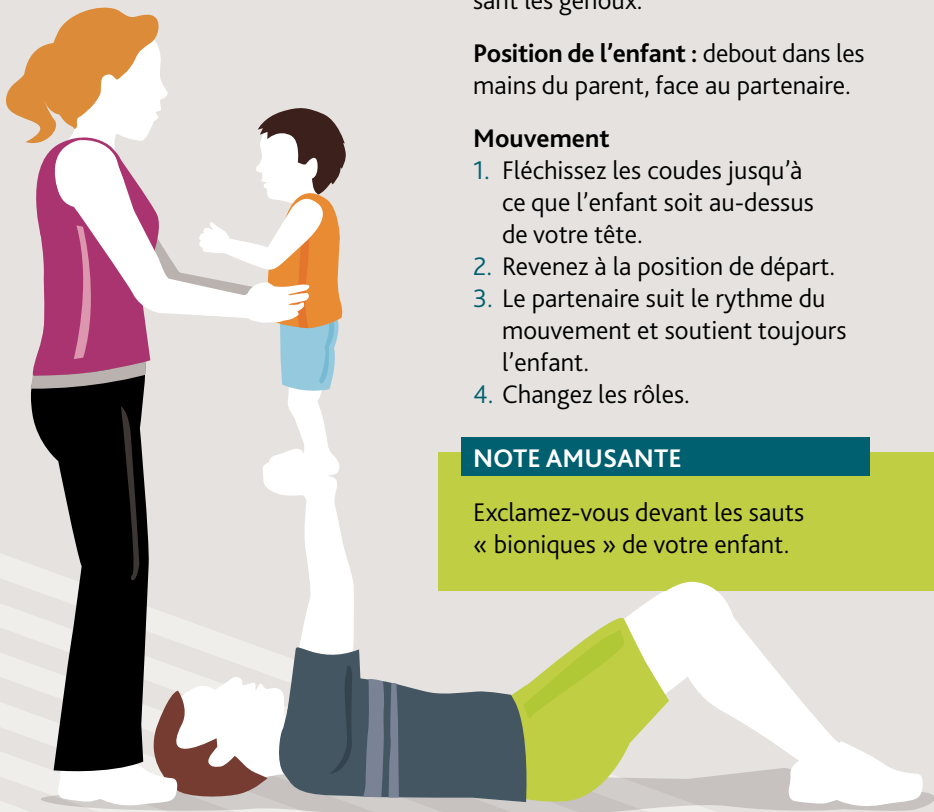 sant les genoux.
Position de l'enfant : debout dans les
mains du parent, face au partenaire.
Mouvement
1. Fléchissez les coudes jusqu'à
ce que l'enfant soit au-dessus
de votre tête.
2. Revenez à la position de départ.
3. Le partenaire suit le rythme du
mouvement et soutient toujours
l'enfant.
4. Changez les rôles.
NOTE AMUSANTE
Exclamez-vous devant les sauts
« bioniques » de votre enfant.